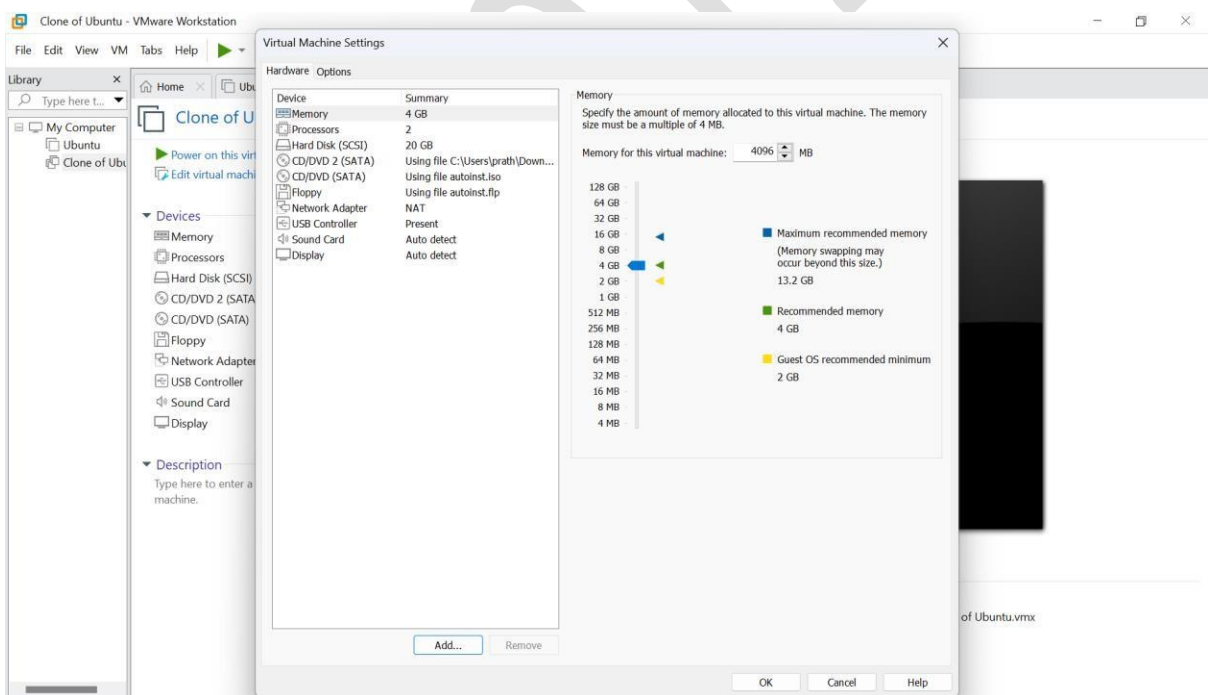 Clone of Ubuntu - VMware Workstation
File Edit View VM Tabs Help
Library
Type here t...
My Computer
Ubuntu
Clone of Ubu
Home
Ubu
Clone of U
Power on this virt
Edit virtual machi
Devices
Memory
Processors
Hard Disk (SCSI)
CD/DVD 2 (SATA
CD/DVD (SATA)
Floppy
Network Adapter
USB Controller
Sound Card
Display
Description
Type here to enter a
machine.
Virtual Machine Settings
Hardware Options
Device Summary
Memory 4 GB
Processors 2
Hard Disk (SCSI) 20 GB
CD/DVD 2 (SATA) Using file C:\Users\prath\Down...
CD/DVD (SATA) Using file autoinst.iso
Floppy Using file autoinst.flp
Network Adapter NAT
USB Controller Present
Sound Card Auto detect
Display Auto detect
Add... Remove
Memory
Specify the amount of memory allocated to this virtual machine. The memory
size must be a multiple of 4 MB.
Memory for this virtual machine: 4096 MB
128 GB
64 GB
32 GB
16 GB
8 GB
4 GB
2 GB
1 GB
512 MB
256 MB
128 MB
64 MB
32 MB
16 MB
8 MB
4 MB
Maximum recommended memory
(Memory swapping may
occur beyond this size.)
13.2 GB
Recommended memory
4 GB
Guest OS recommended minimum
2 GB
OK Cancel Help
of Ubuntu.vmx